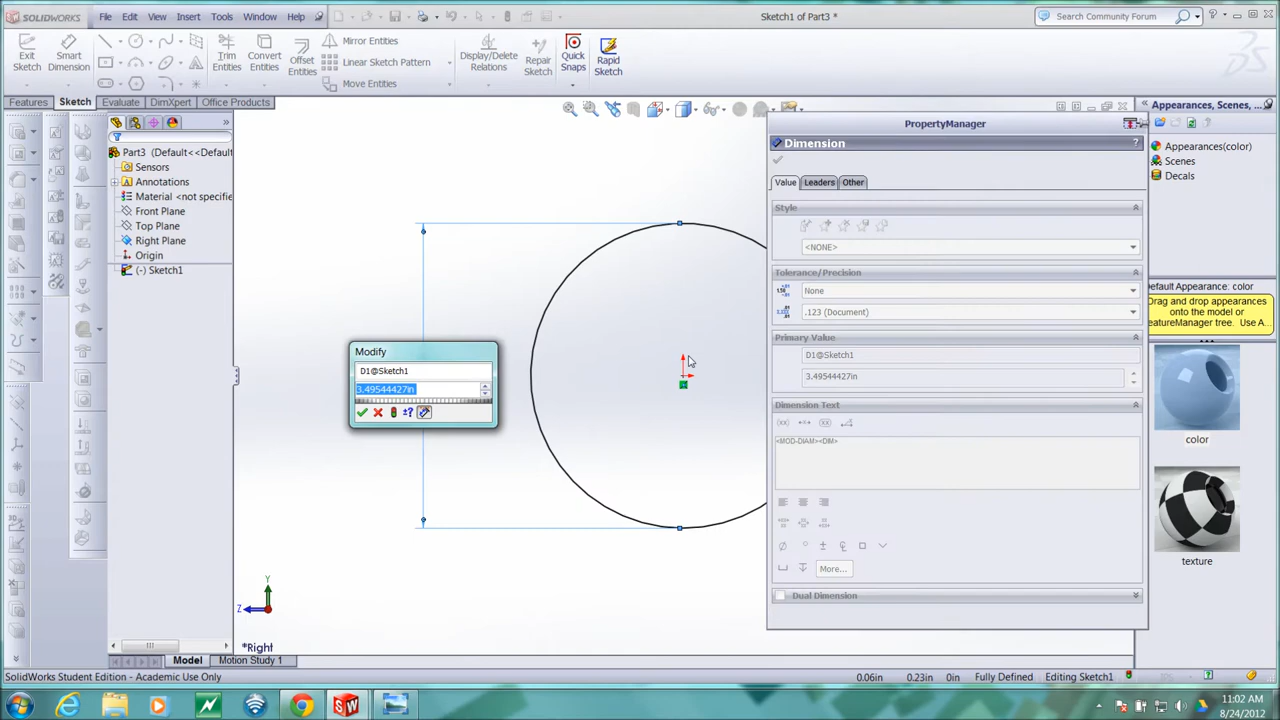 SOLIDWORKS
File Edit View Insert Tools Window Help
Sketch1 of Part3 *
Search Community Forum
Exit Sketch
Smart Dimension
Trim Entities
Convert Entities
Offset Entities
Mirror Entities
Linear Sketch Pattern
Move Entities
Display/Delete Relations
Repair Sketch
Quick Snaps
Rapid Sketch
Features Sketch Evaluate DimXpert Office Products
Part3 (Default<<Default
Sensors
Annotations
Material <not specifie
Front Plane
Top Plane
Right Plane
Origin
(-) Sketch1
Modify
D1@Sketch1
3.49544427in
Y
Z
*Right
PropertyManager
Dimension
?
Value Leaders Other
Style
<NONE>
Tolerance/Precision
None
.123 (Document)
Primary Value
D1@Sketch1
3.49544427in
Dimension Text
<MOD-DIAM><DIM>
More...
Dual Dimension
Appearances, Scenes, ...
Appearances(color)
Scenes
Decals
Default Appearance: color
Drag and drop appearances
onto the model or
eatureManager tree. Use A...
color
texture
Model Motion Study 1
SolidWorks Student Edition - Academic Use Only
0.06in 0.23in 0in Fully Defined Editing Sketch1
11:02 AM
8/24/2012